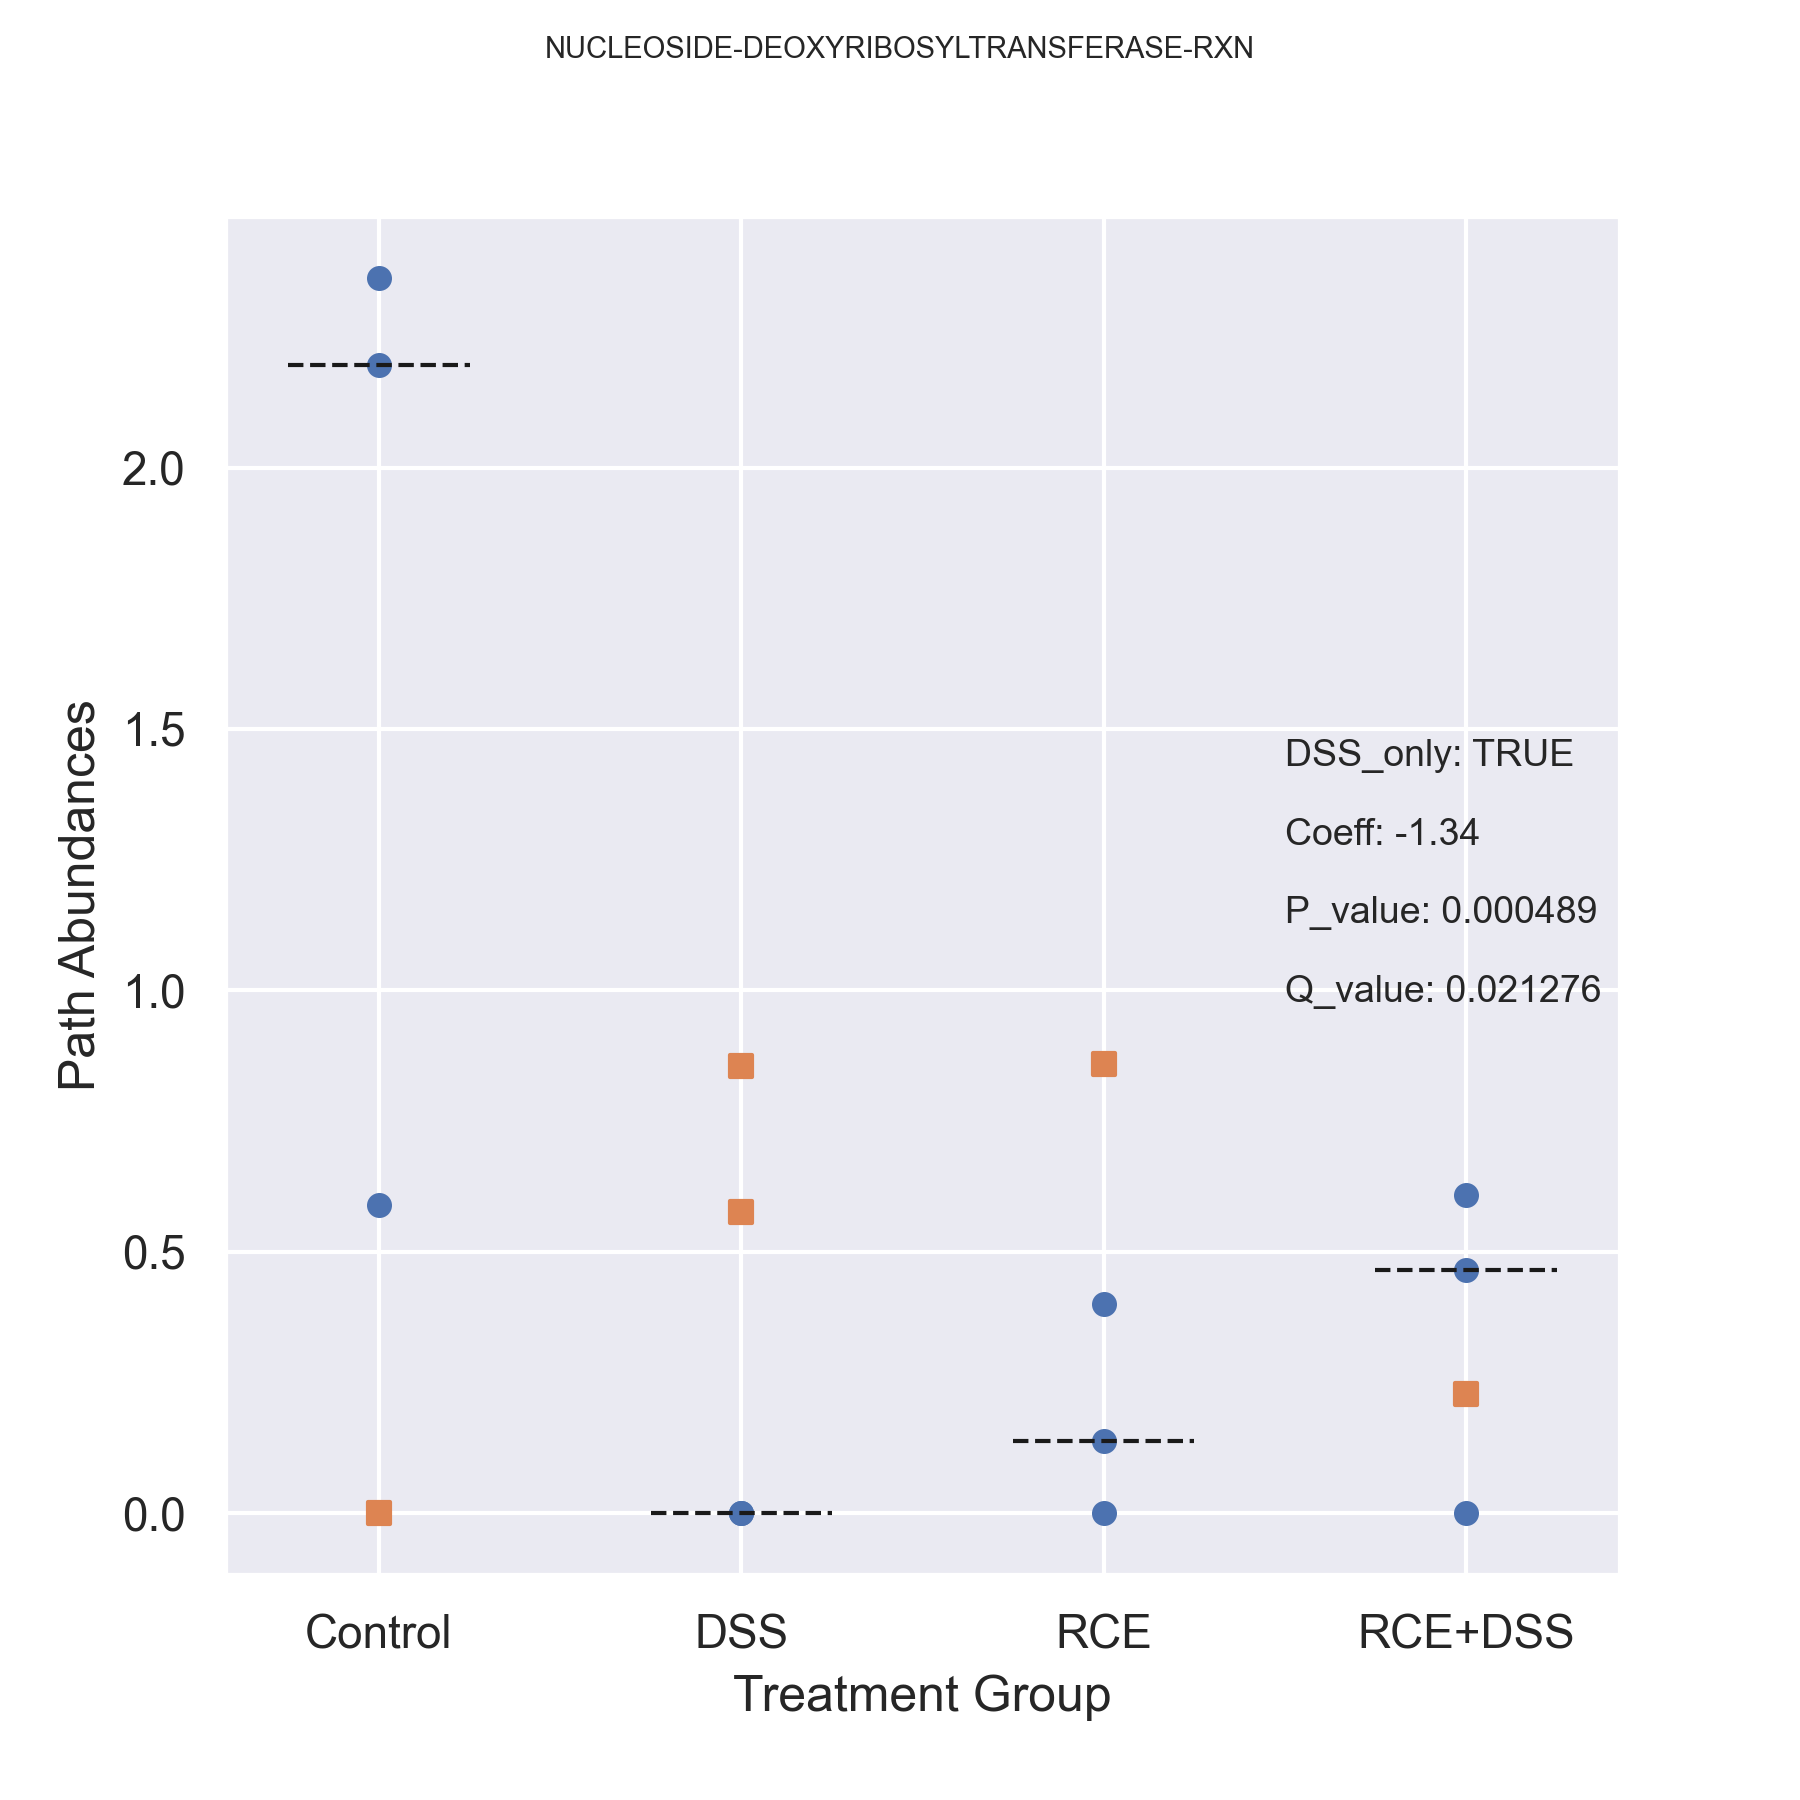 NUCLEOSIDE-DEOXYRIBOSYLTRANSFERASE-RXN
Path Abundances
2.0
1.5
1.0
0.5
0.0
DSS_only: TRUE
Coeff: -1.34
P_value: 0.000489
Q_value: 0.021276
Control DSS RCE RCE+DSS
Treatment Group